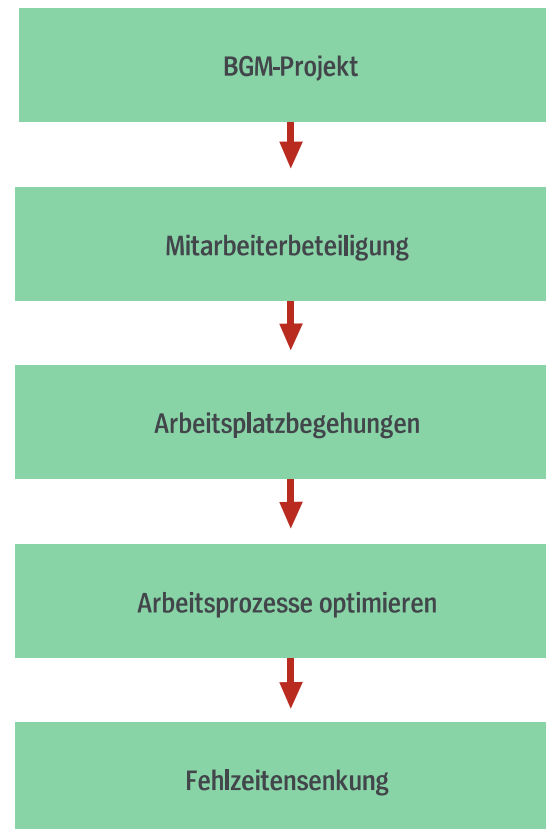 BGM-Projekt
Mitarbeiterbeteiligung
Arbeitsplatzbegehungen
Arbeitsprozesse optimieren
Fehlzeitensenkung